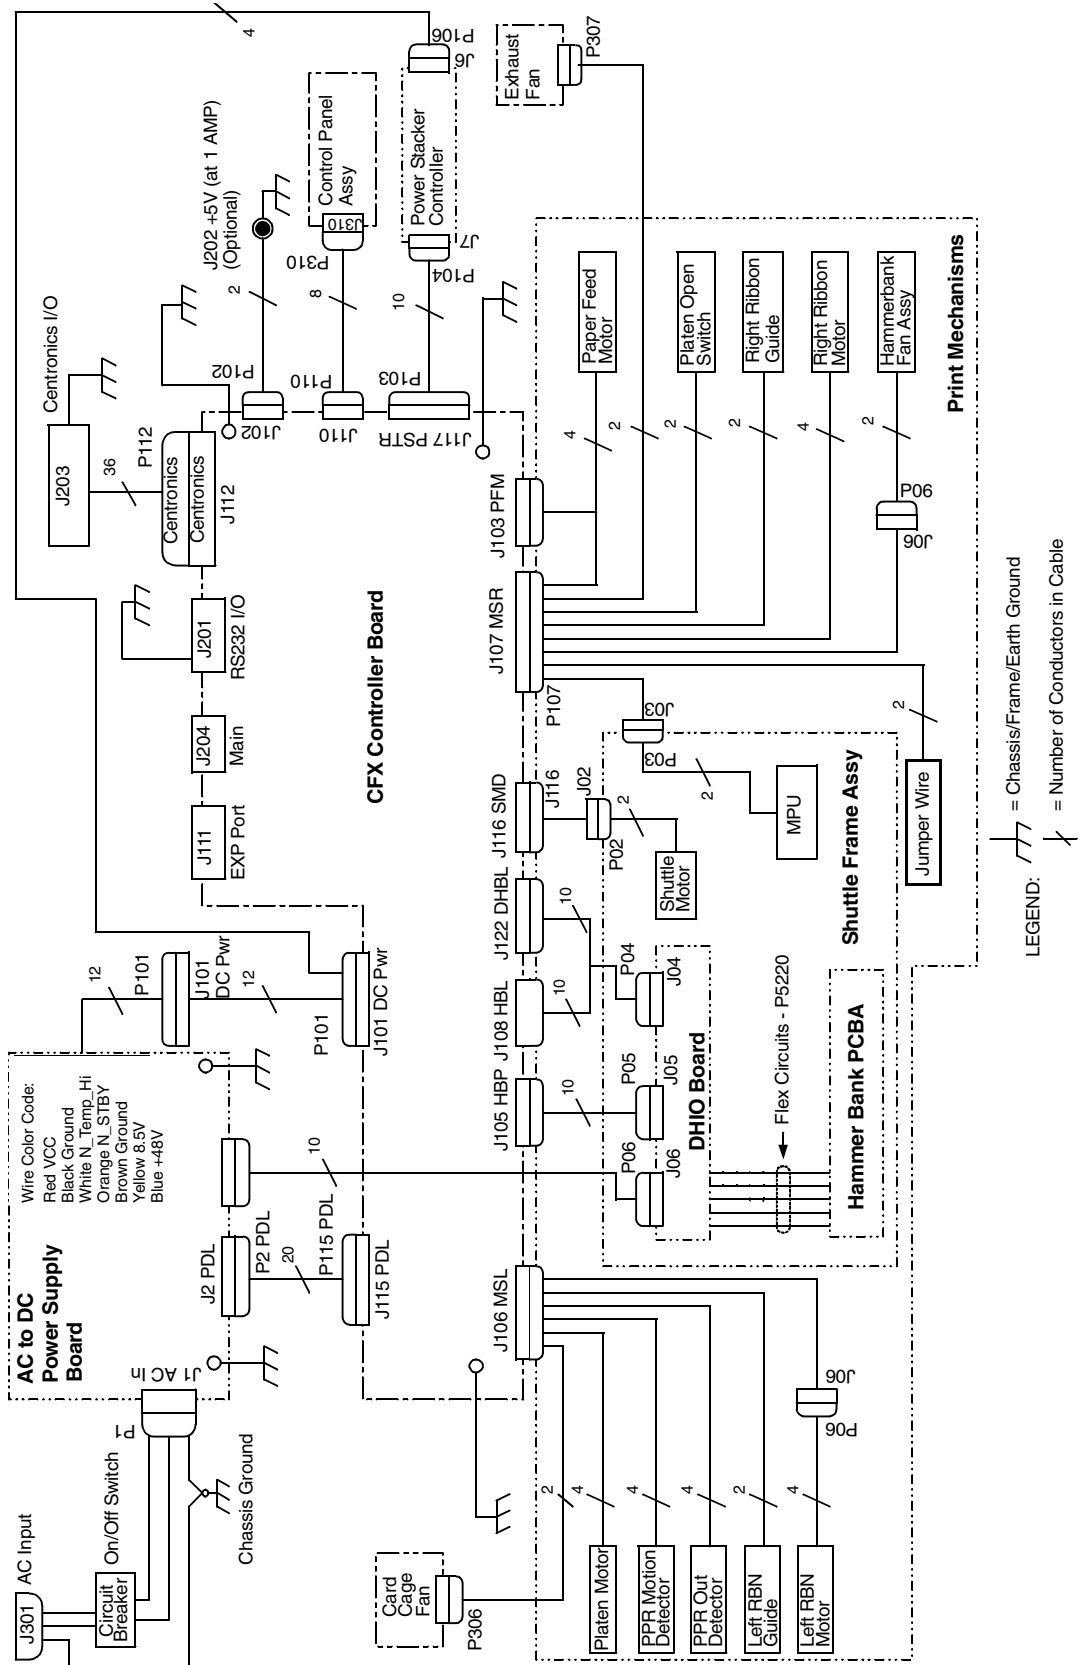 AC Input
J301
Circuit
Breaker
On/Off Switch
Chassis Ground
P1
J1 AC In
AC to DC
Power Supply
Board
Wire Color Code:
Red VCC
Black Ground
White N_Temp_Hi
Orange N_STBY
Brown Ground
Yellow 8.5V
Blue +48V
J2 PDL
P2 PDL
20
P115 PDL
J115 PDL
10
12
P101
J101
DC Pwr
12
P101
J101 DC Pwr
EXP Port
J111
Main
J204
RS232 I/O
J201
CFX Controller Board
J203
Centronics I/O
36
P112
Centronics
Centronics
J112
P102
J102
2
J202 +5V (at 1 AMP)
(Optional)
P110
J110
8
P310
J310
Control Panel
Assy
P103
J117 PSTR
10
P104
J7
Power Stacker
Controller
J6
P106
4
Exhaust
Fan
P307
J106 MSL
J105 HBP
J108 HBL
J122 DHBL
J116 SMD
J116
J107 MSR
P107
J103 PFM
Card
Cage
Fan
P306
2
Platen Motor
4
PPR Motion
Detector
4
PPR Out
Detector
4
Left RBN
Guide
2
Left RBN
Motor
4
P06
J06
10
10
10
P06
J06
P05
J05
P04
J04
DHIO Board
Flex Circuits - P5220
Hammer Bank PCBA
Shuttle Frame Assy
J02
P02
2
Shuttle
Motor
J03
P03
2
MPU
Jumper Wire
2
Paper Feed
Motor
4
2
Platen Open
Switch
2
Right Ribbon
Guide
2
Right Ribbon
Motor
4
Hammerbank
Fan Assy
2
P06
J06
Print Mechanisms
LEGEND:
= Chassis/Frame/Earth Ground
= Number of Conductors in Cable